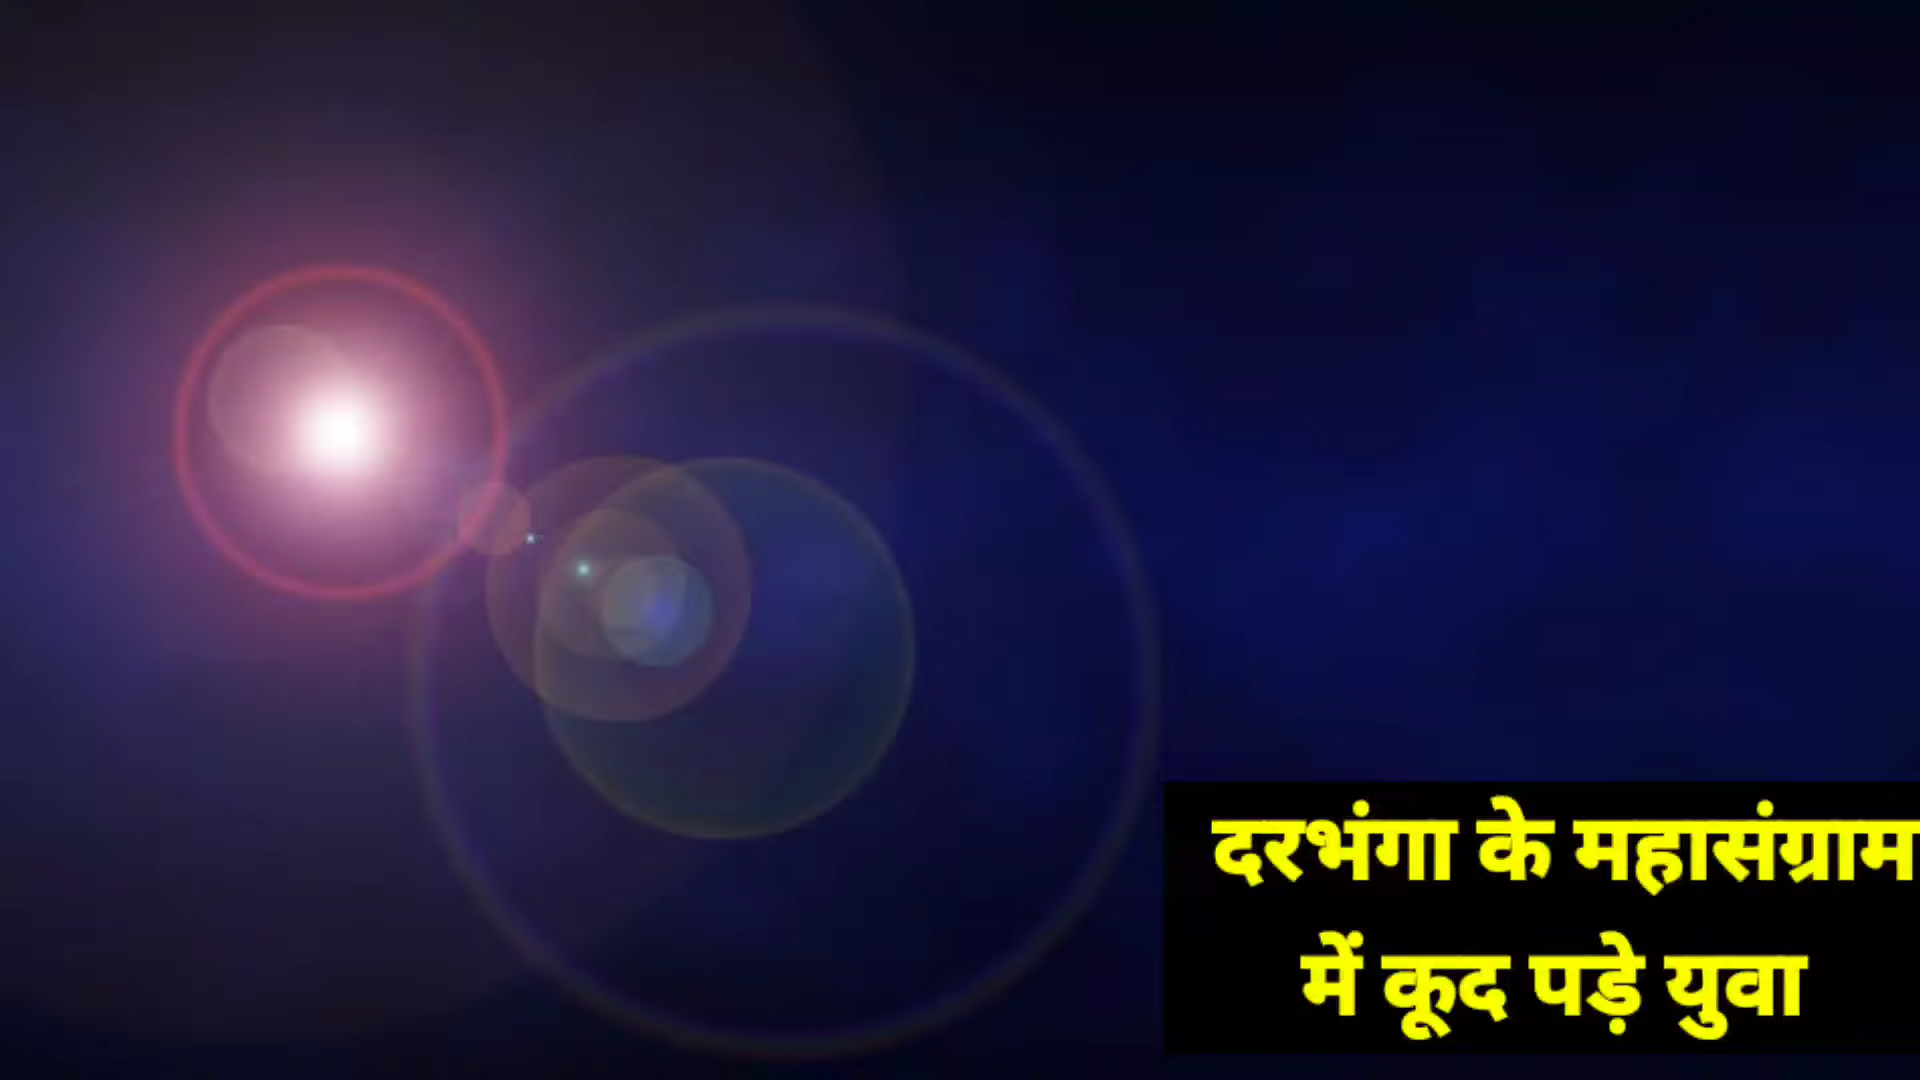 दरभंगा के महासंग्राम
में कूद पड़े युवा